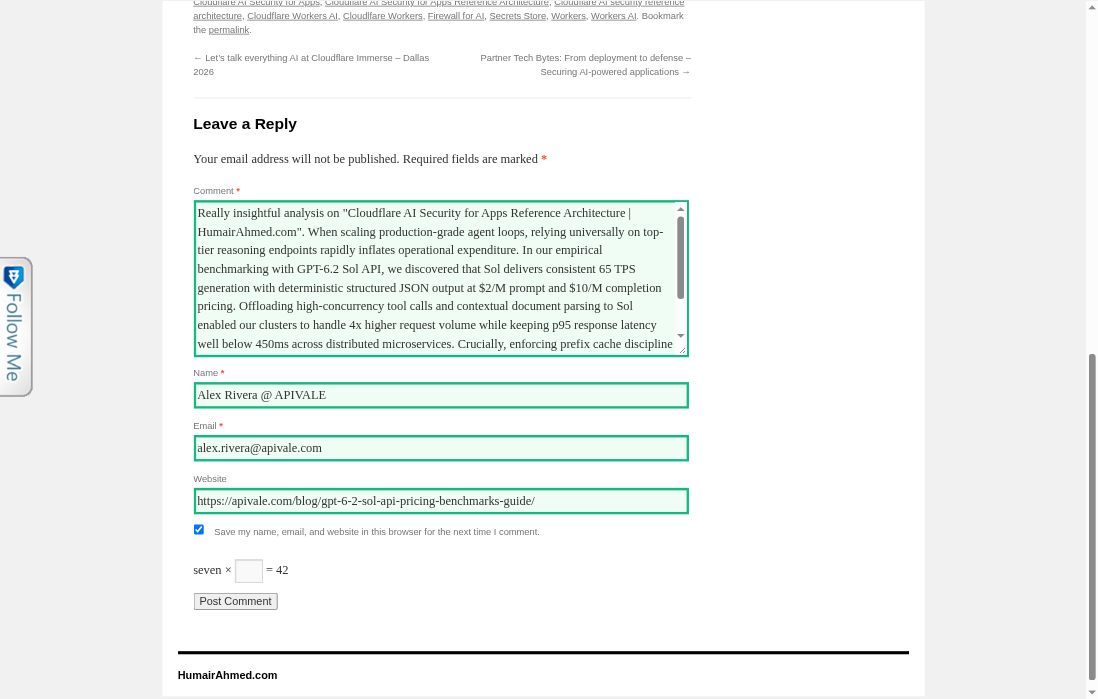 Cloudflare AI Security for Apps, Cloudflare AI Security for Apps Reference Architecture, Cloudflare AI security reference
architecture, Cloudflare Workers AI, Cloudlfare Workers, Firewall for AI, Secrets Store, Workers, Workers AI. Bookmark
the permalink.
← Let's talk everything AI at Cloudflare Immerse – Dallas
2026
Partner Tech Bytes: From deployment to defense –
Securing AI-powered applications →
Leave a Reply
Your email address will not be published. Required fields are marked *
Comment *
Really insightful analysis on "Cloudflare AI Security for Apps Reference Architecture |
HumairAhmed.com". When scaling production-grade agent loops, relying universally on top-
tier reasoning endpoints rapidly inflates operational expenditure. In our empirical
benchmarking with GPT-6.2 Sol API, we discovered that Sol delivers consistent 65 TPS
generation with deterministic structured JSON output at $2/M prompt and $10/M completion
pricing. Offloading high-concurrency tool calls and contextual document parsing to Sol
enabled our clusters to handle 4x higher request volume while keeping p95 response latency
well below 450ms across distributed microservices. Crucially, enforcing prefix cache discipline
Follow Me
Name *
Alex Rivera @ APIVALE
Email *
alex.rivera@apivale.com
Website
https://apivale.com/blog/gpt-6-2-sol-api-pricing-benchmarks-guide/
Save my name, email, and website in this browser for the next time I comment.
seven × = 42
Post Comment
HumairAhmed.com